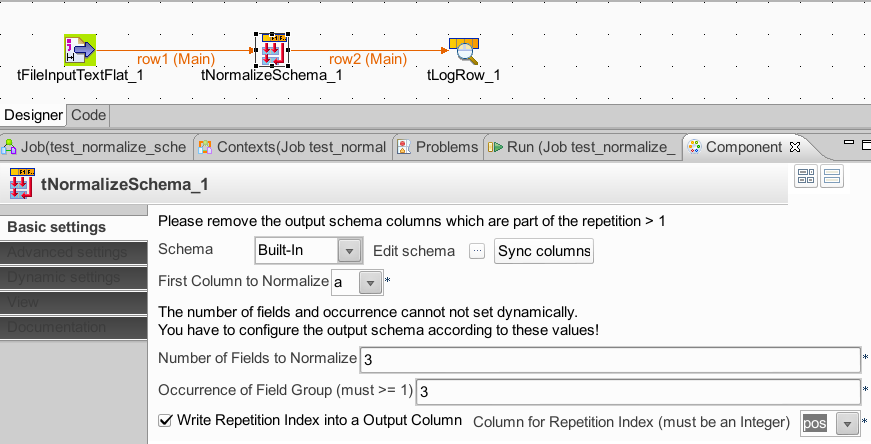 row1 (Main)
row2 (Main)
tFileInputTextFlat_1
tNormalizeSchema_1
tLogRow_1
Designer
Code
Job(test_normalize_sche
Contexts(Job test_normal
Problems
Run (Job test_normalize_
Component
tNormalizeSchema_1
Basic settings
Advanced settings
Dynamic settings
View
Documentation
Please remove the output schema columns which are part of the repetition > 1
Schema Built-In Edit schema ... Sync columns
First Column to Normalize a *
The number of fields and occurrence cannot not set dynamically.
You have to configure the output schema according to these values!
Number of Fields to Normalize 3 *
Occurrence of Field Group (must >= 1) 3 *
Write Repetition Index into a Output Column Column for Repetition Index (must be an Integer) pos *